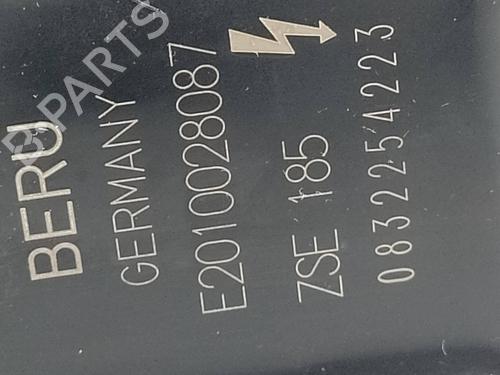 BERU
GERMANY
E2010028087
ZSE 185
0832254223
B-PARTS